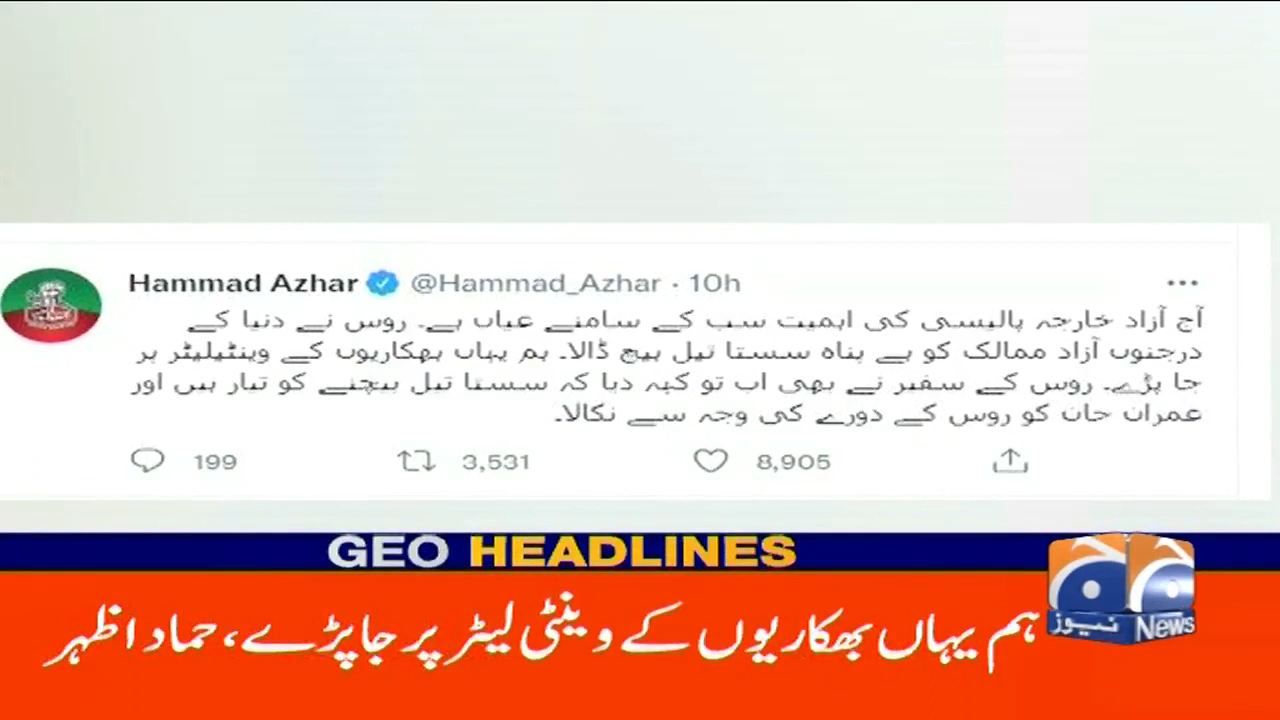 Hammad Azhar @Hammad_Azhar · 10h
آج آزاد خارجہ پالیسی کی اہمیت سب کے سامنے عیاں ہے۔ روس نے دنیا کے
درجنوں آزاد ممالک کو بے پناہ سستا تیل بیچ ڈالا۔ ہم یہاں بھکاریوں کے وینٹیلیٹر پر
جا پڑے۔ روس کے سفیر نے بھی اب تو کہہ دیا کہ سستا تیل بیچنے کو تیار ہیں اور
عمران خان کو روس کے دورے کی وجہ سے نکالا۔
199 3,531 8,905
GEO HEADLINES
ہم یہاں بھکاریوں کے وینٹی لیٹر پر جا پڑے، حماد اظہر
جیو نیوز News